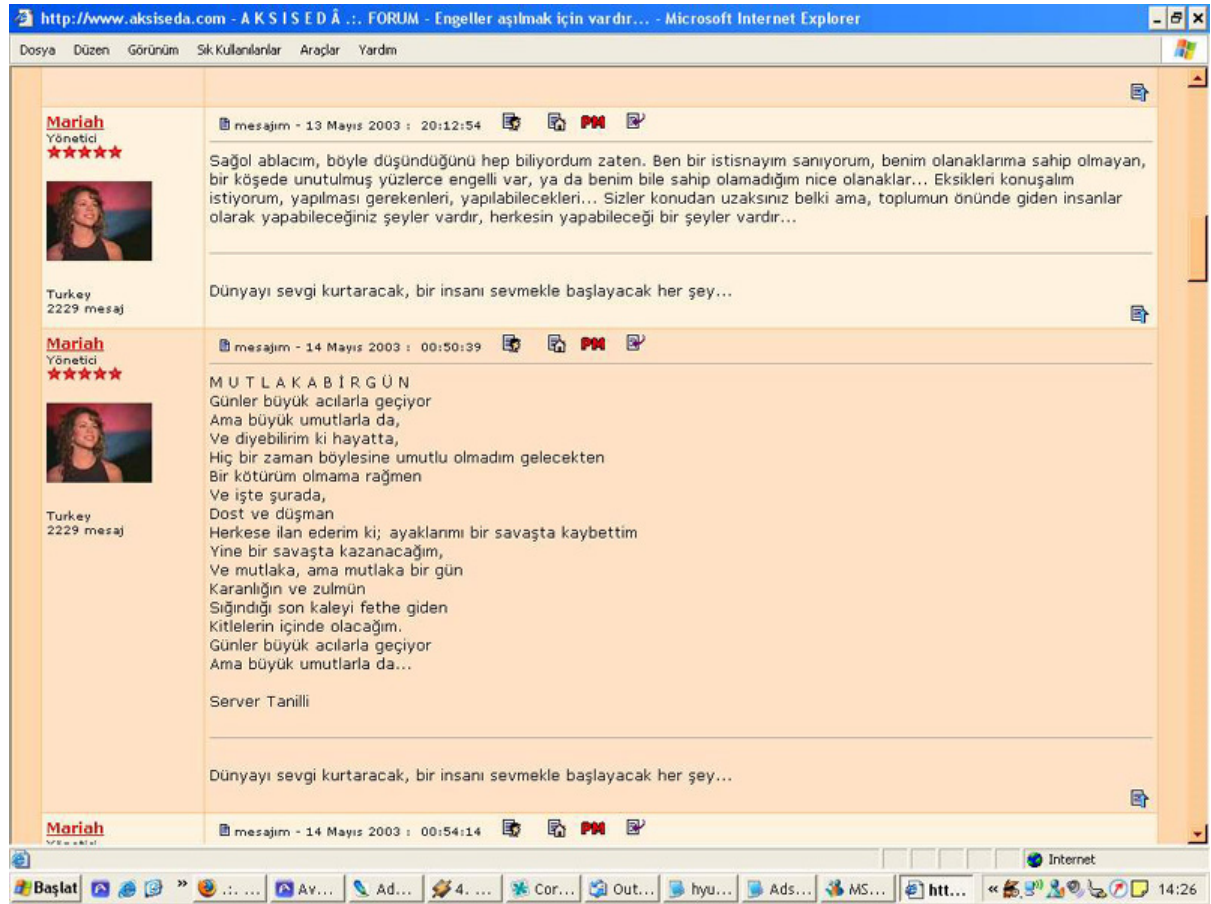 http://www.aksiseda.com - A K S I S E D Â .:. FORUM - Engeller aşılmak için vardır... - Microsoft Internet Explorer
Dosya Düzen Görünüm Sık Kullanılanlar Araçlar Yardım
Mariah
Yönetici
mesajım - 13 Mayıs 2003 : 20:12:54 PM
Sağol ablacım, böyle düşündüğünü hep biliyordum zaten. Ben bir istisnayım sanıyorum, benim olanaklarıma sahip olmayan,
bir köşede unutulmuş yüzlerce engelli var, ya da benim bile sahip olamadığım nice olanaklar... Eksikleri konuşalım
istiyorum, yapılması gerekenleri, yapılabilecekleri... Sizler konudan uzaksınız belki ama, toplumun önünde giden insanlar
olarak yapabileceğiniz şeyler vardır, herkesin yapabileceği bir şeyler vardır...
Turkey
2229 mesaj
Dünyayı sevgi kurtaracak, bir insanı sevmekle başlayacak her şey...
Mariah
Yönetici
mesajım - 14 Mayıs 2003 : 00:50:39 PM
M U T L A K A B İ R G Ü N
Günler büyük acılarla geçiyor
Ama büyük umutlarla da,
Ve diyebilirim ki hayatta,
Hiç bir zaman böylesine umutlu olmadım gelecekten
Bir kötürüm olmama rağmen
Ve işte şurada,
Dost ve düşman
Herkese ilan ederim ki; ayaklarımı bir savaşta kaybettim
Yine bir savaşta kazanacağım,
Ve mutlaka, ama mutlaka bir gün
Karanlığın ve zulmün
Sığındığı son kaleyi fethe giden
Kitlelerin içinde olacağım.
Günler büyük acılarla geçiyor
Ama büyük umutlarla da...
Server Tanilli
Turkey
2229 mesaj
Dünyayı sevgi kurtaracak, bir insanı sevmekle başlayacak her şey...
Mariah
mesajım - 14 Mayıs 2003 : 00:54:14 PM
Internet
Başlat .:. ... Av... Ad... 4. ... Cor... Out... hyu... Ads... MS... htt... 14:26